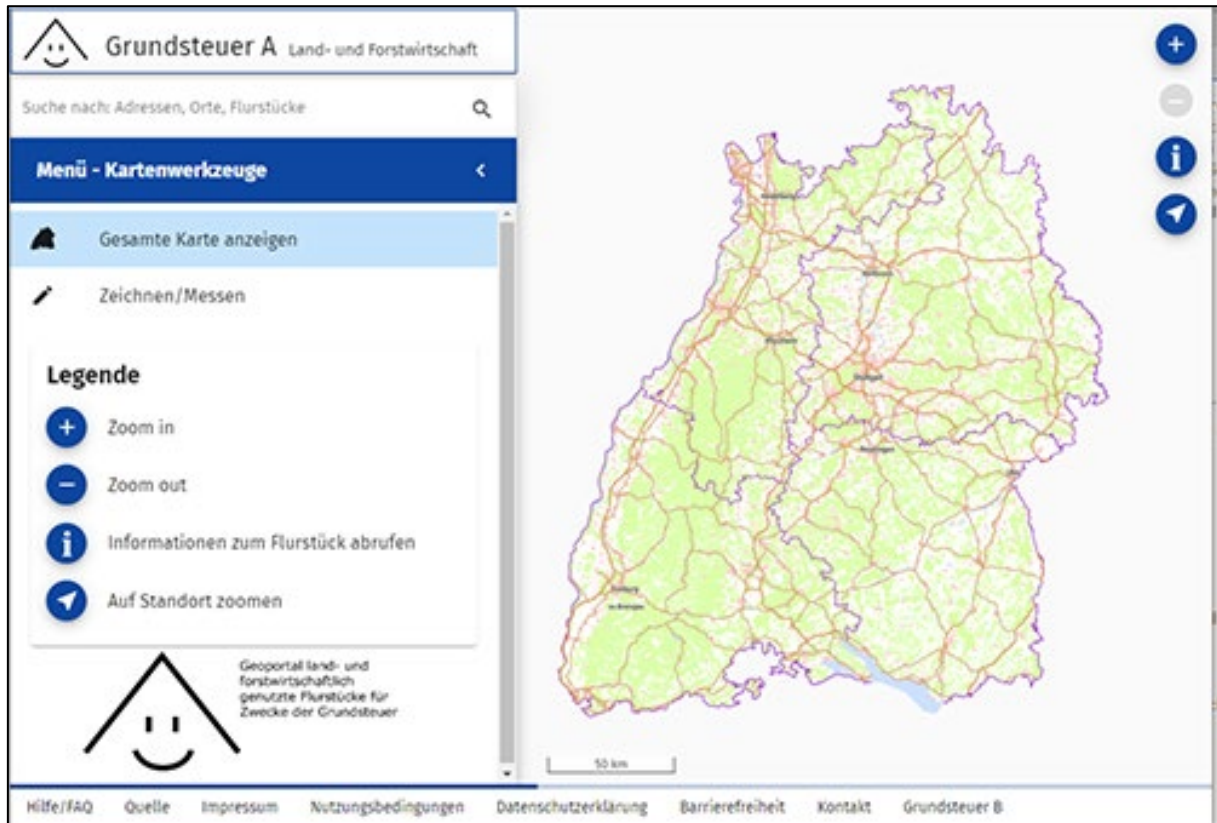 Grundsteuer A Land- und Forstwirtschaft
Suche nach: Adressen, Orte, Flurstücke
Menü - Kartenwerkzeuge
Gesamte Karte anzeigen
Zeichnen/Messen
Legende
Zoom in
Zoom out
Informationen zum Flurstück abrufen
Auf Standort zoomen
Geoportal land- und
forstwirtschaftlich
genutzte Flurstücke für
Zwecke der Grundsteuer
Stuttgart
50 km
Hilfe/FAQ Quelle Impressum Nutzungsbedingungen Datenschutzerklärung Barrierefreiheit Kontakt Grundsteuer B